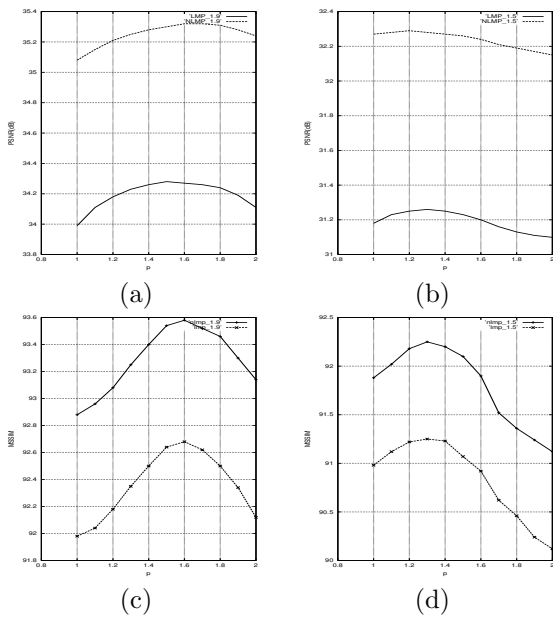 35.4
35.2
35
34.8
34.6
34.4
34.2
34
33.8
0.8 1 1.2 1.4 1.6 1.8 2
P
PSNR(dB)
'LMP_1.9'
'NLMP_1.9'
(a)
32.4
32.2
32
31.8
31.6
31.4
31.2
31
0.8 1 1.2 1.4 1.6 1.8 2
P
PSNR(dB)
'LMP_1.5'
'NLMP_1.5'
(b)
93.6
93.4
93.2
93
92.8
92.6
92.4
92.2
92
91.8
0.8 1 1.2 1.4 1.6 1.8 2
P
MSSIM
'nlmp_1.9'
'lmp_1.9'
(c)
92.5
92
91.5
91
90.5
90
0.8 1 1.2 1.4 1.6 1.8 2
P
MSSIM
'nlmp_1.5'
'lmp_1.5'
(d)